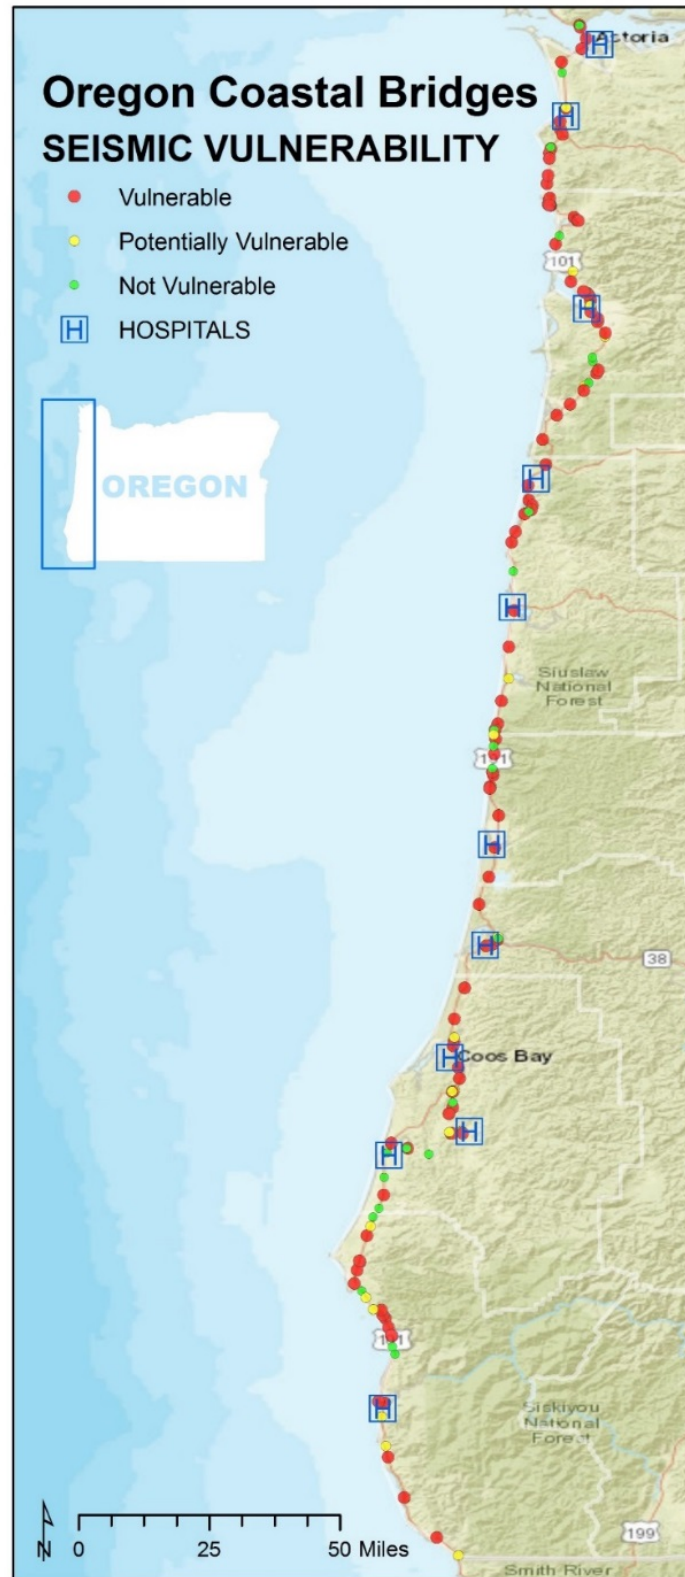 Astoria
H
Oregon Coastal Bridges
SEISMIC VULNERABILITY
H
Vulnerable
Potentially Vulnerable
Not Vulnerable
H HOSPITALS
101
H
OREGON
H
H
Siuslaw
National
Forest
101
H
H
38
H Coos Bay
H
H
101
H
Siskiyou
National
Forest
N 0 25 50 Miles
199
Smith River